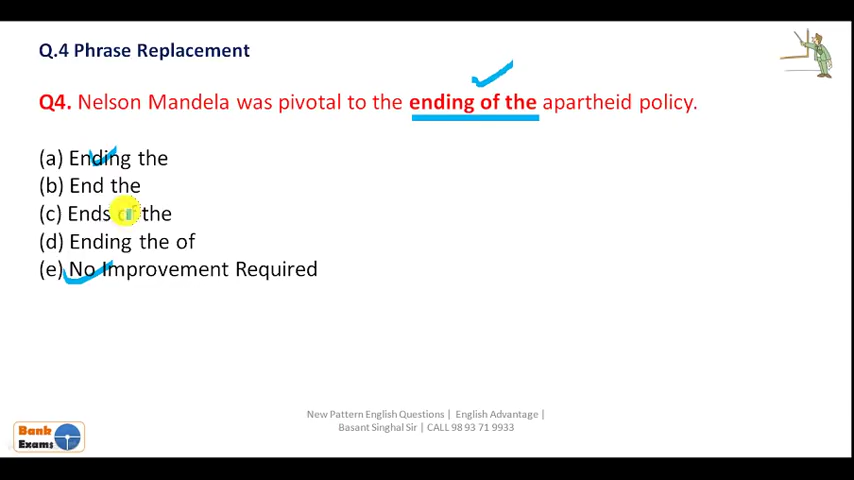 Q.4 Phrase Replacement
Q4. Nelson Mandela was pivotal to the ending of the apartheid policy.
(a) Ending the
(b) End the
(c) Ends of the
(d) Ending the of
(e) No Improvement Required
New Pattern English Questions | English Advantage |
Basant Singhal Sir | CALL 98 93 71 9933
Bank
Exams